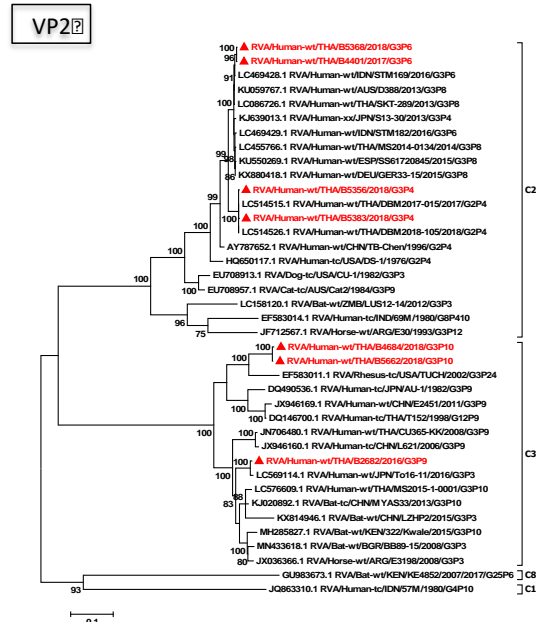 VP2
100
RVA/Human-wt/THA/B5368/2018/G3P6
96
RVA/Human-wt/THA/B4401/2017/G3P6
91
LC469428.1 RVA/Human-wt/IDN/STM169/2016/G3P6
KU059767.1 RVA/Human-wt/AUS/D388/2013/G3P8
100
LC086726.1 RVA/Human-wt/THA/SKT-289/2013/G3P8
KJ639013.1 RVA/Human-xx/JPN/S13-30/2013/G3P4
LC469429.1 RVA/Human-wt/IDN/STM182/2016/G3P6
99
LC455766.1 RVA/Human-wt/THA/MS2014-0134/2014/G3P8
98
KU550269.1 RVA/Human-wt/ESP/SS61720845/2015/G3P8
86
KX880418.1 RVA/Human-wt/DEU/GER33-15/2015/G3P8
C2
99
RVA/Human-wt/THA/B5356/2018/G3P4
LC514515.1 RVA/Human-wt/THA/DBM2017-015/2017/G2P4
100
RVA/Human-wt/THA/B5383/2018/G3P4
100
LC514526.1 RVA/Human-wt/THA/DBM2018-105/2018/G2P4
AY787652.1 RVA/Human-wt/CHN/TB-Chen/1996/G2P4
HQ650117.1 RVA/Human-tc/USA/DS-1/1976/G2P4
100
EU708913.1 RVA/Dog-tc/USA/CU-1/1982/G3P3
EU708957.1 RVA/Cat-tc/AUS/Cat2/1984/G3P9
100
LC158120.1 RVA/Bat-wt/ZMB/LUS12-14/2012/G3P3
96
EF583014.1 RVA/Human-tc/IND/69M/1980/G8P410
75
JF712567.1 RVA/Horse-wt/ARG/E30/1993/G3P12
100
RVA/Human-wt/THA/B4684/2018/G3P10
100
RVA/Human-wt/THA/B5662/2018/G3P10
EF583011.1 RVA/Rhesus-tc/USA/TUCH/2002/G3P24
100
DQ490536.1 RVA/Human-tc/JPN/AU-1/1982/G3P9
JX946169.1 RVA/Human-wt/CHN/E2451/2011/G3P9
100
DQ146700.1 RVA/Human-tc/THA/T152/1998/G12P9
100
JN706480.1 RVA/Human-wt/THA/CU365-KK/2008/G3P9
JX946160.1 RVA/Human-tc/CHN/L621/2006/G3P9
C3
100
RVA/Human-wt/THA/B2682/2016/G3P9
LC569114.1 RVA/Human-wt/JPN/To16-11/2016/G3P3
LC576609.1 RVA/Human-wt/THA/MS2015-1-0001/G3P10
83
KJ020892.1 RVA/Bat-tc/CHN/MYAS33/2013/G3P10
KX814946.1 RVA/Bat-wt/CHN/LZHP2/2015/G3P3
MH285827.1 RVA/Bat-wt/KEN/322/Kwale/2015/G3P10
100
MN433618.1 RVA/Bat-wt/BGR/BB89-15/2008/G3P3
80
JX036366.1 RVA/Horse-wt/ARG/E3198/2008/G3P3
GU983673.1 RVA/Bat-wt/KEN/KE4852/2007/2017/G25P6
C8
93
JQ863310.1 RVA/Human-tc/IDN/57M/1980/G4P10
C1